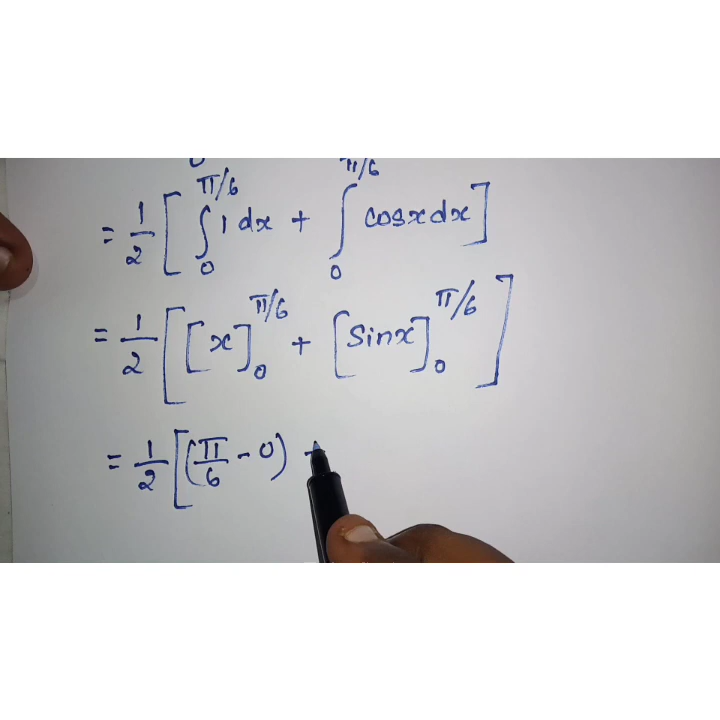 = 1/2 [ ∫₀^π/6 1 dx + ∫₀^π/6 cosx dx ]
= 1/2 [ [x]₀^π/6 + [Sinx]₀^π/6 ]
= 1/2 [ (π/6 - 0) +